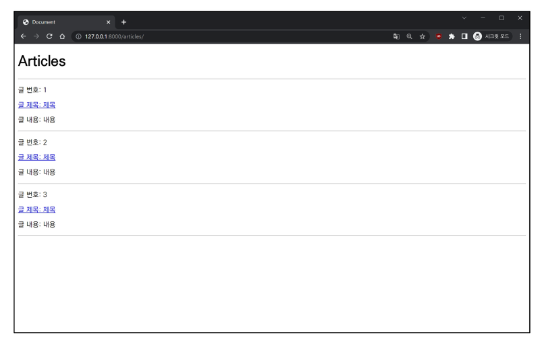 Document
127.0.0.1:8000/articles/
시크릿 모드
Articles
글 번호: 1
글 제목: 제목
글 내용: 내용
글 번호: 2
글 제목: 제목
글 내용: 내용
글 번호: 3
글 제목: 제목
글 내용: 내용